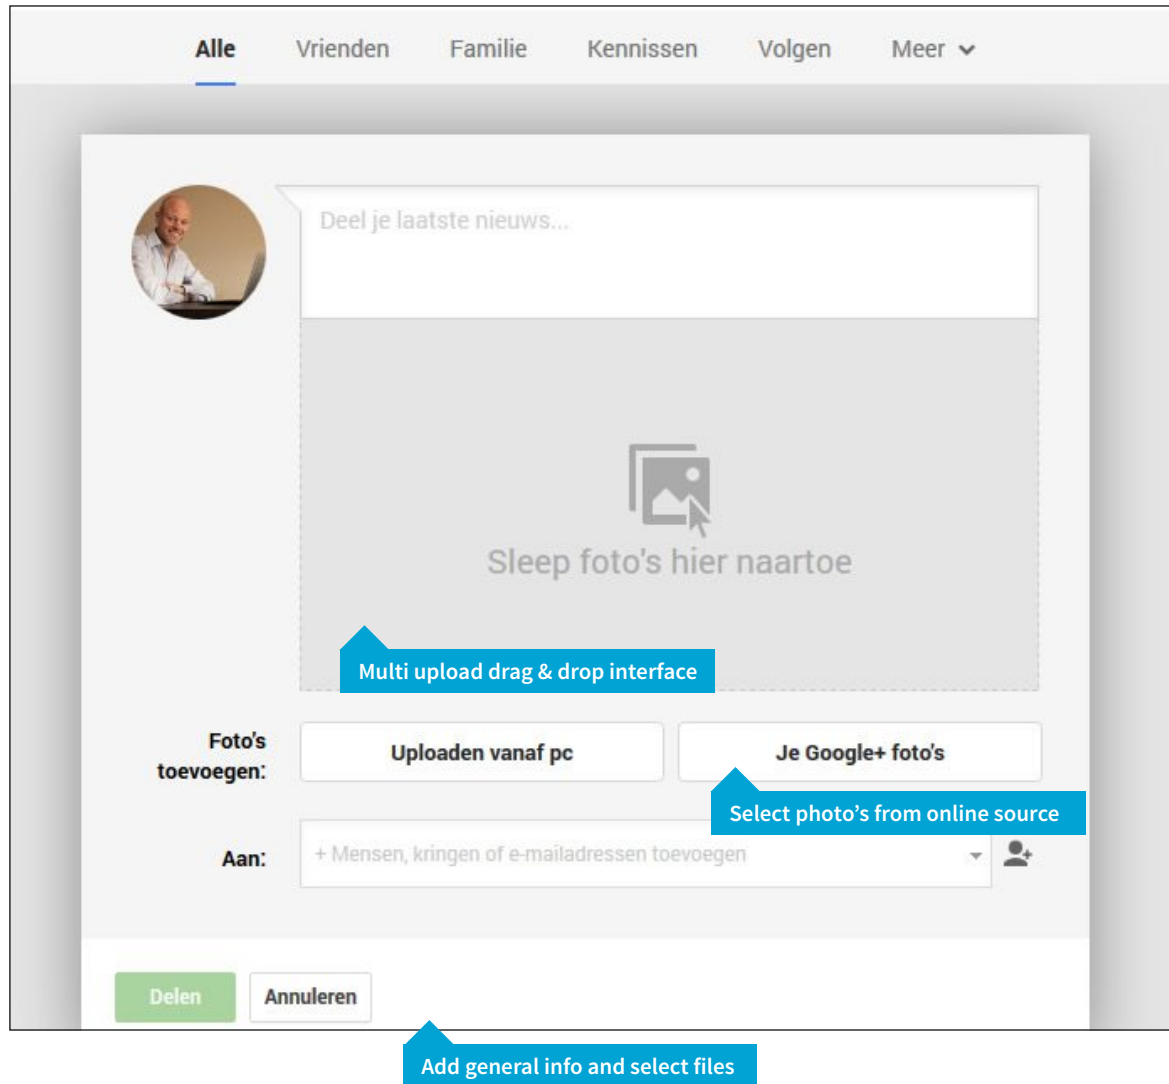 Alle Vrienden Familie Kennissen Volgen Meer
Deel je laatste nieuws...
Sleep foto's hier naartoe
Multi upload drag & drop interface
Foto's
toevoegen:
Uploaden vanaf pc
Je Google+ foto's
Select photo’s from online source
Aan:
+ Mensen, kringen of e-mailadressen toevoegen
Delen Annuleren
Add general info and select files